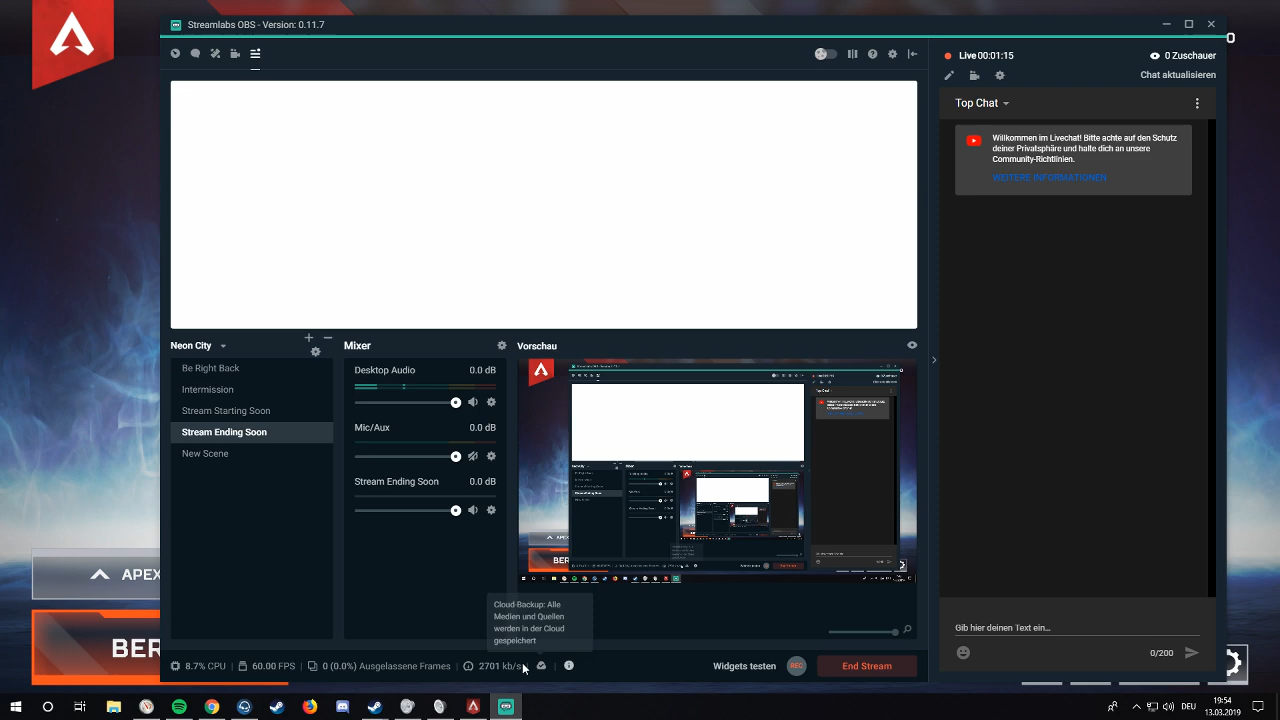 Streamlabs OBS - Version: 0.11.7
Live 00:01:15
0 Zuschauer
Chat aktualisieren
Top Chat
Willkommen im Livechat! Bitte achte auf den Schutz
deiner Privatsphäre und halte dich an unsere
Community-Richtlinien.
WEITERE INFORMATIONEN
Neon City
Be Right Back
Intermission
Stream Starting Soon
Stream Ending Soon
New Scene
Mixer
Desktop Audio 0.0 dB
Mic/Aux 0.0 dB
Stream Ending Soon 0.0 dB
Vorschau
Cloud-Backup: Alle
Medien und Quellen
werden in der Cloud
gespeichert
8.7% CPU
60.00 FPS
0 (0.0%) Ausgelassene Frames
2701 kb/s
Widgets testen
REC
End Stream
Gib hier deinen Text ein...
0/200
APEX
BER
DEU
19:54
13.03.2019